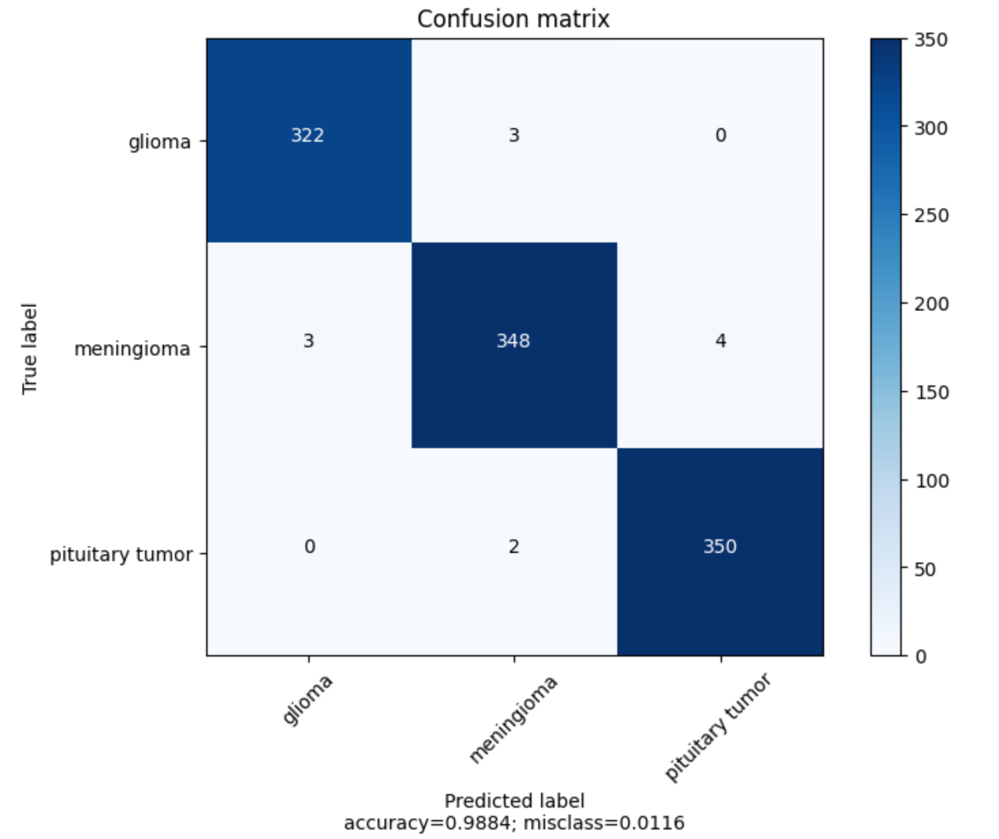 Confusion matrix
350
300
250
200
150
100
50
0
True label
glioma
322
3
0
meningioma
3
348
4
pituitary tumor
0
2
350
glioma
meningioma
pituitary tumor
Predicted label
accuracy=0.9884; misclass=0.0116